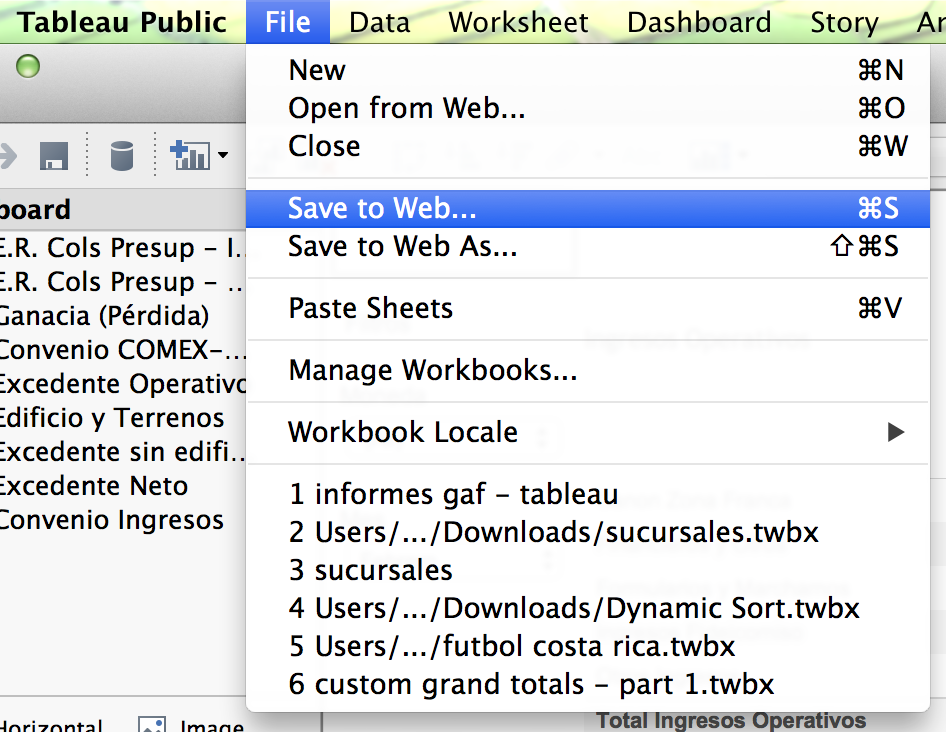 Tableau Public File Data Worksheet Dashboard Story
New ⌘N
Open from Web... ⌘O
Close ⌘W
Save to Web... ⌘S
Save to Web As... ⇧⌘S
Paste Sheets ⌘V
Manage Workbooks...
Workbook Locale ▶
1 informes gaf - tableau
2 Users/.../Downloads/sucursales.twbx
3 sucursales
4 Users/.../Downloads/Dynamic Sort.twbx
5 Users/.../futbol costa rica.twbx
6 custom grand totals - part 1.twbx
board
E.R. Cols Presup - I...
E.R. Cols Presup - ...
Ganacia (Pérdida)
Convenio COMEX-...
Excedente Operativo
Edificio y Terrenos
Excedente sin edifi...
Excedente Neto
Convenio Ingresos
Horizontal Image
Ingresos Operativos
Total Ingresos Operativos